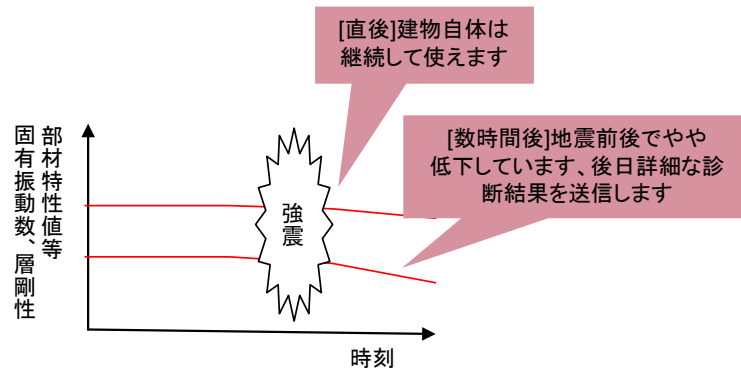 [直後]建物自体は
継続して使えます
[数時間後]地震前後でやや
低下しています、後日詳細な診
断結果を送信します
部材特性値等
固有振動数、層剛性
強震
時刻